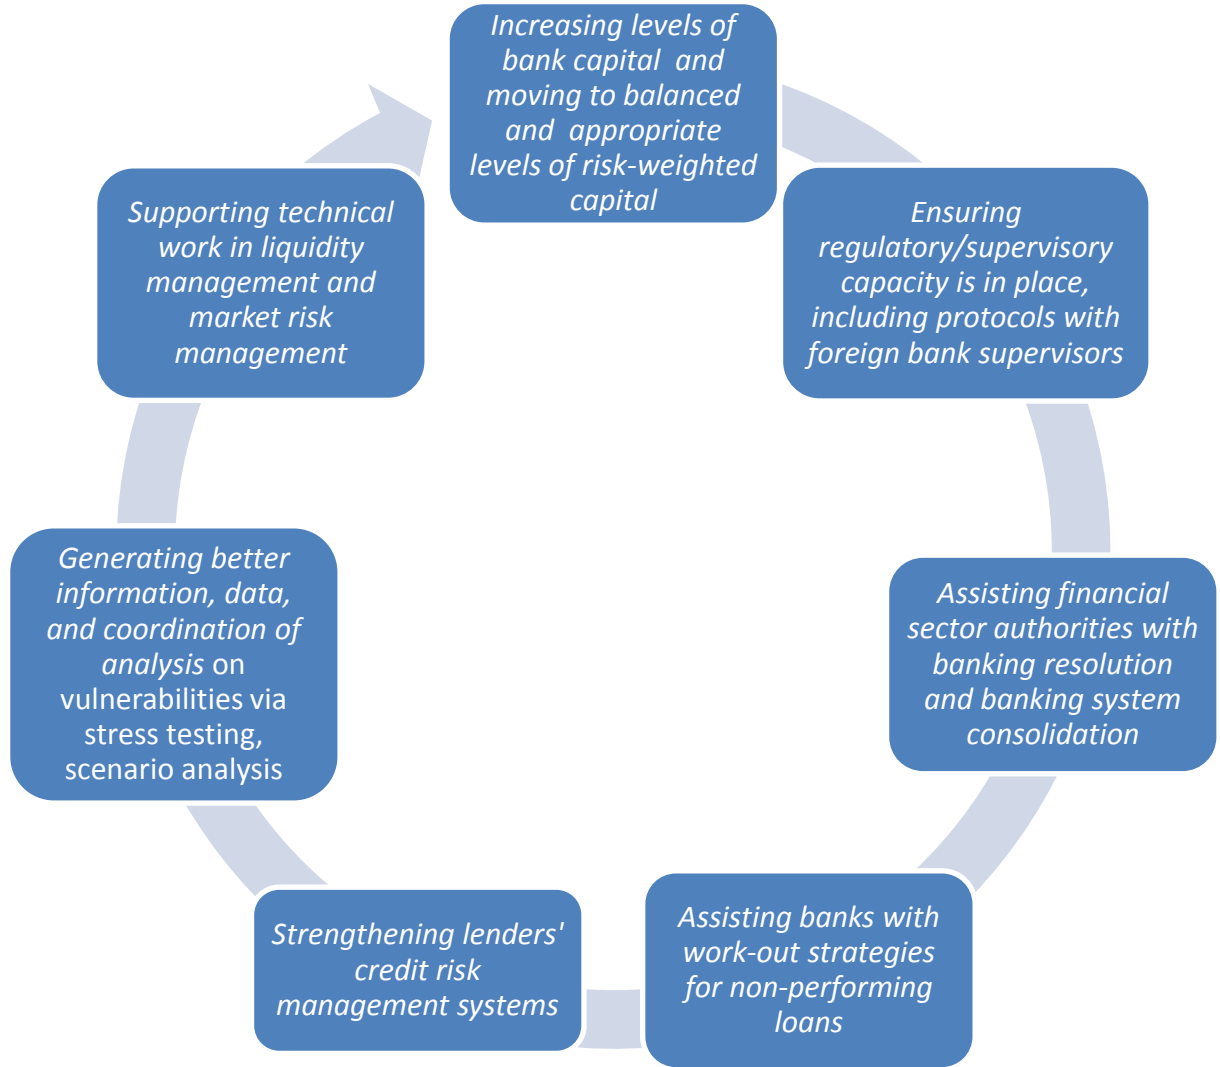 Increasing levels of
bank capital and
moving to balanced
and appropriate
levels of risk-weighted
capital
Ensuring
regulatory/supervisory
capacity is in place,
including protocols with
foreign bank supervisors
Assisting financial
sector authorities with
banking resolution
and banking system
consolidation
Assisting banks with
work-out strategies
for non-performing
loans
Strengthening lenders'
credit risk
management systems
Generating better
information, data,
and coordination of
analysis on
vulnerabilities via
stress testing,
scenario analysis
Supporting technical
work in liquidity
management and
market risk
management